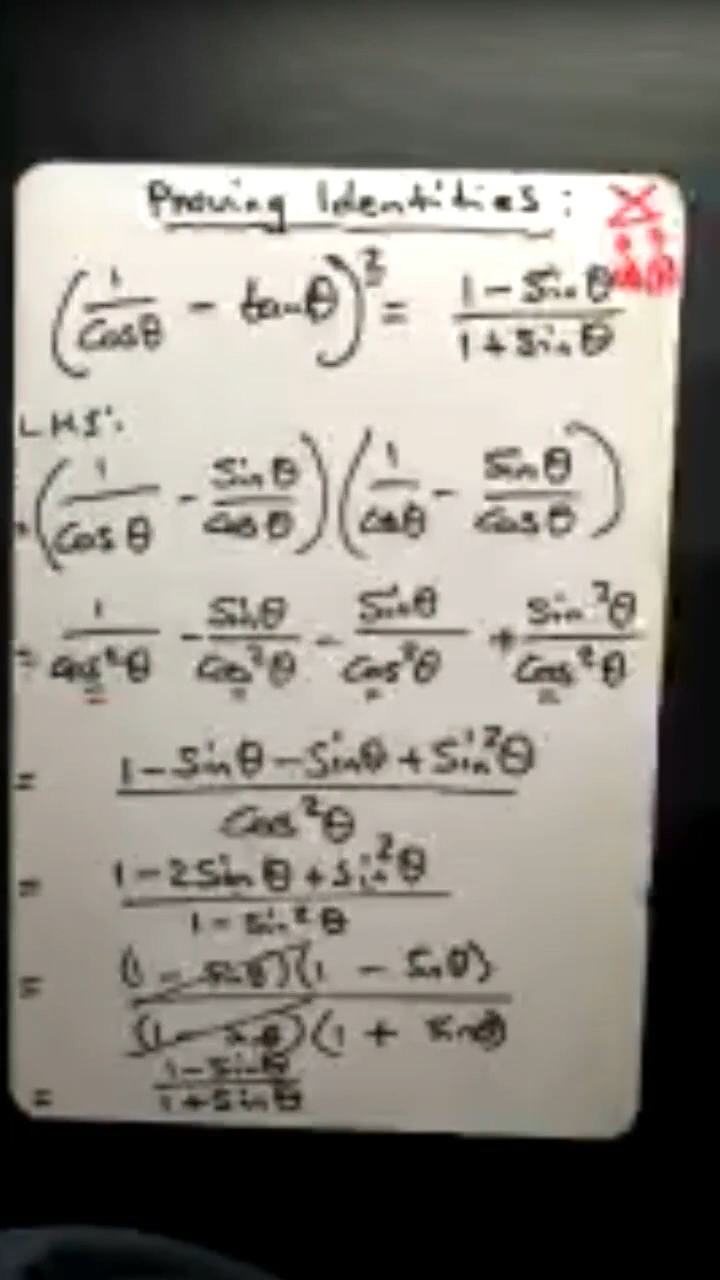 Proving Identities :
(1/Cosθ - tanθ)² = (1 - Sinθ)/(1 + Sinθ)
LHS:
= (1/Cosθ - Sinθ/Cosθ)(1/Cosθ - Sinθ/Cosθ)
= 1/Cos²θ - Sinθ/Cos²θ - Sinθ/Cos²θ + Sin²θ/Cos²θ
= (1 - Sinθ - Sinθ + Sin²θ)/Cos²θ
= (1 - 2Sinθ + Sin²θ)/(1 - Sin²θ)
= (1 - Sinθ)(1 - Sinθ)/(1 - Sinθ)(1 + Sinθ)
= (1 - Sinθ)/(1 + Sinθ)